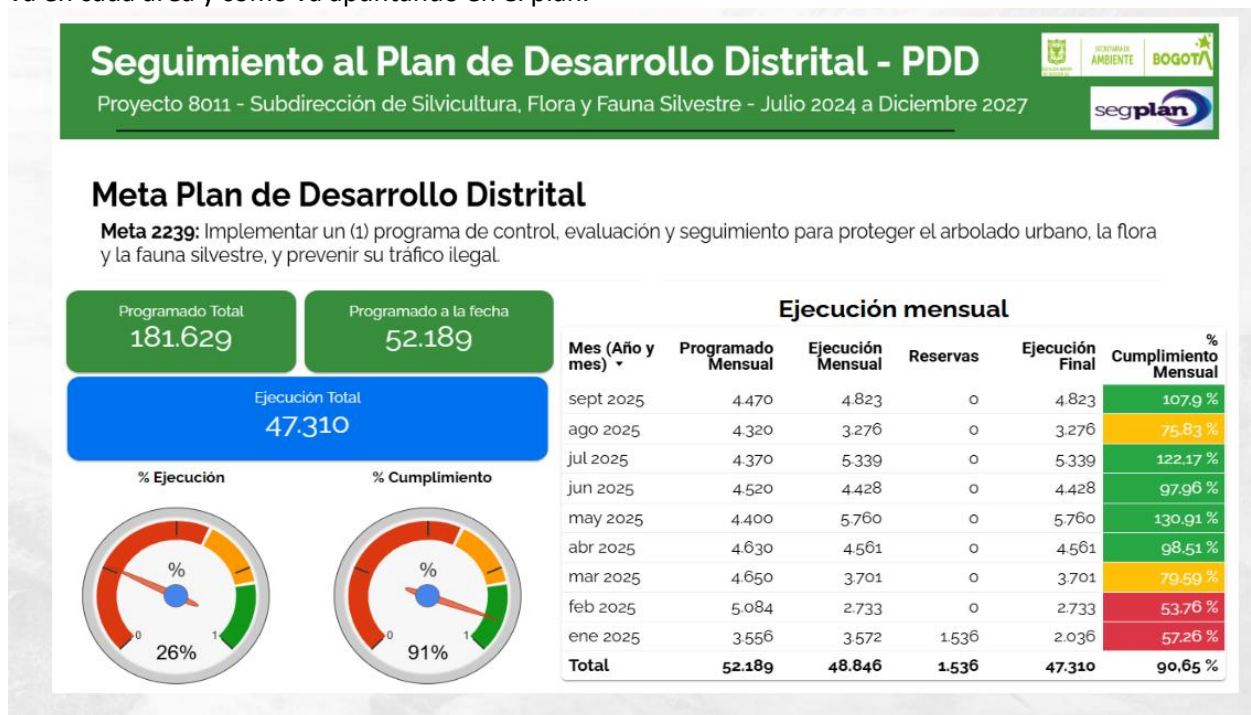 va en cada área y como va apuntando en el plan.
Seguimiento al Plan de Desarrollo Distrital - PDD
SECRETARÍA DE
AMBIENTE
BOGOTÁ
Proyecto 8011 - Subdirección de Silvicultura, Flora y Fauna Silvestre - Julio 2024 a Diciembre 2027
segplan
Meta Plan de Desarrollo Distrital
Meta 2239: Implementar un (1) programa de control, evaluación y seguimiento para proteger el arbolado urbano, la flora
y la fauna silvestre, y prevenir su tráfico ilegal.
Programado Total
181.629
Programado a la fecha
52.189
Ejecución Total
47.310
% Ejecución
%
0 1
26%
% Cumplimiento
%
0 1
91%
Ejecución mensual
Mes (Año y mes) Programado Mensual Ejecución Mensual Reservas Ejecución Final % Cumplimiento Mensual
sept 2025 4.470 4.823 0 4.823 107,9 %
ago 2025 4.320 3.276 0 3.276 75,83 %
jul 2025 4.370 5.339 0 5.339 122,17 %
jun 2025 4.520 4.428 0 4.428 97,96 %
may 2025 4.400 5.760 0 5.760 130,91 %
abr 2025 4.630 4.561 0 4.561 98,51 %
mar 2025 4.650 3.701 0 3.701 79,59 %
feb 2025 5.084 2.733 0 2.733 53,76 %
ene 2025 3.556 3.572 1.536 2.036 57,26 %
Total 52.189 48.846 1.536 47.310 90,65 %